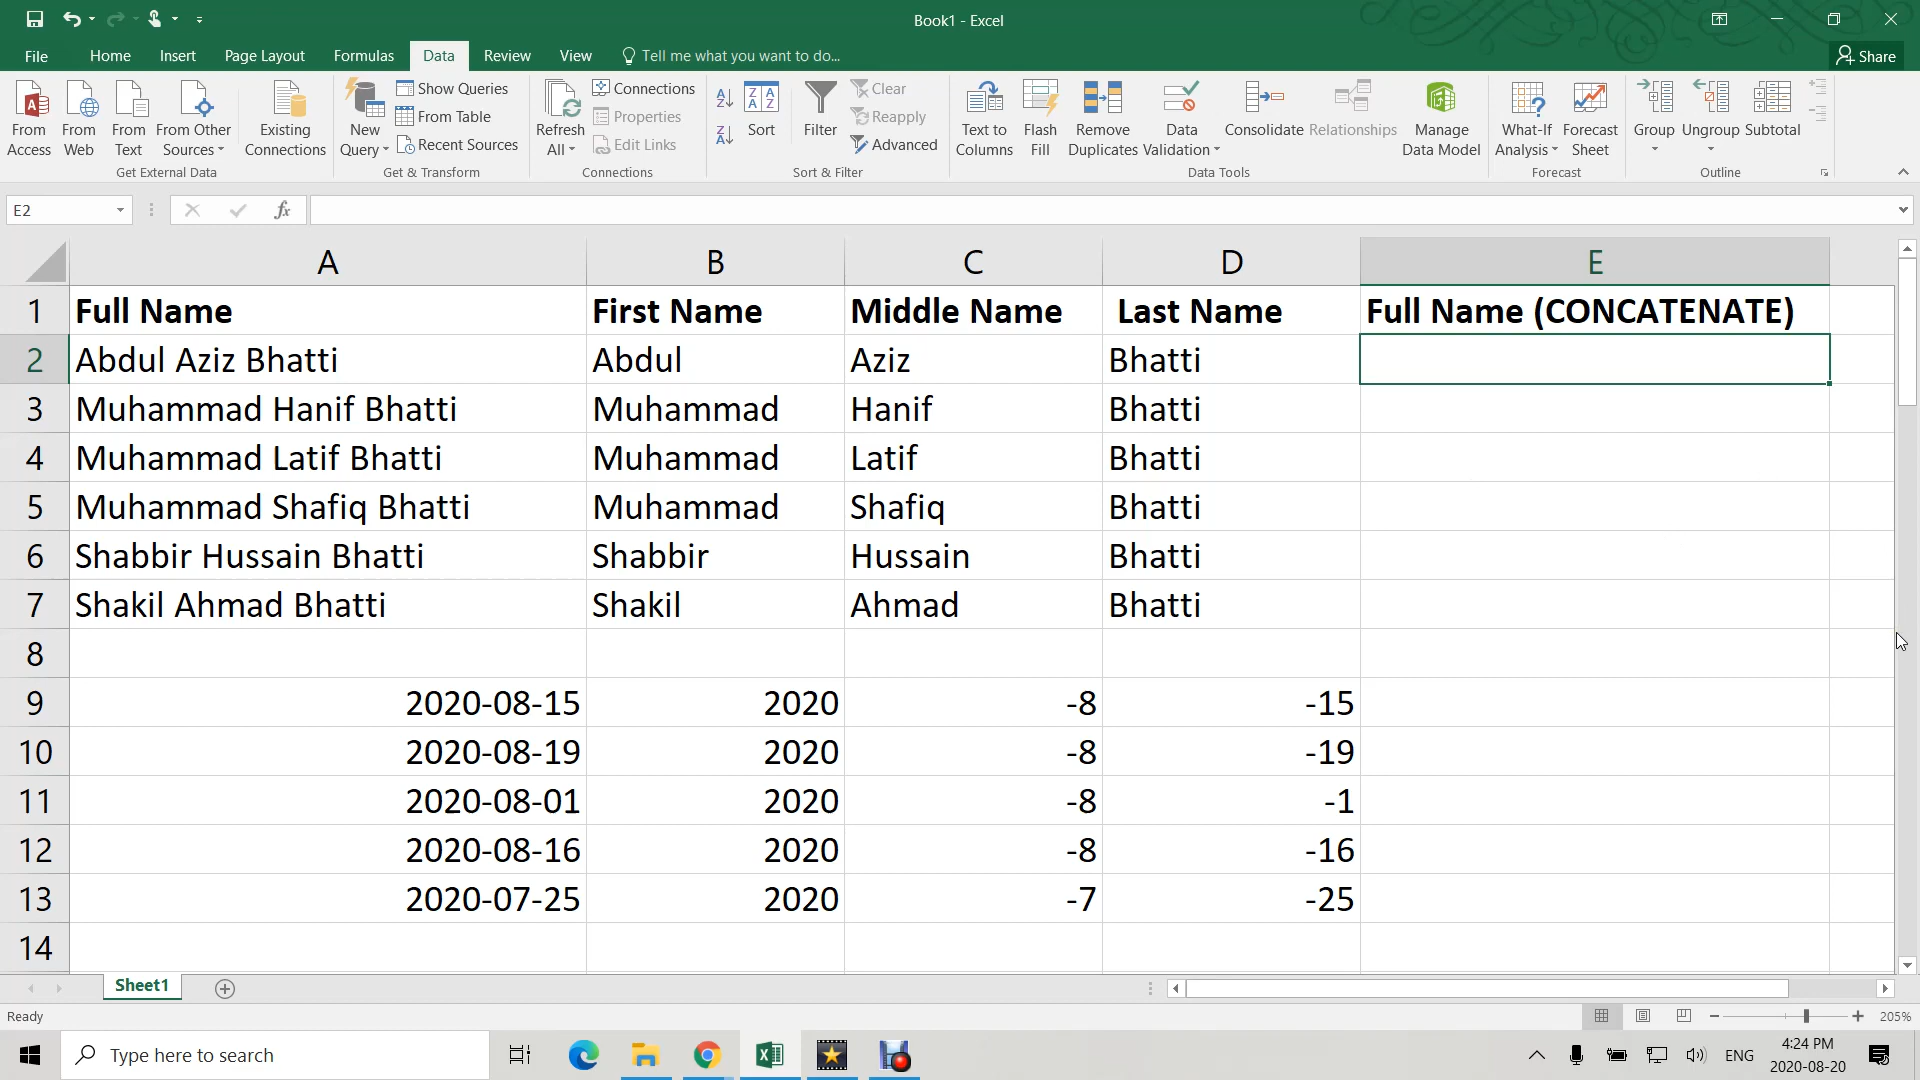 Book1 - Excel
File Home Insert Page Layout Formulas Data Review View Tell me what you want to do... Share
From Access
From Web
From Text
From Other Sources
Existing Connections
Get External Data
New Query
Show Queries
From Table
Recent Sources
Get & Transform
Refresh All
Connections
Properties
Edit Links
Connections
Sort
Filter
Clear
Reapply
Advanced
Sort & Filter
Text to Columns
Flash Fill
Remove Duplicates
Data Validation
Consolidate
Relationships
Manage Data Model
Data Tools
What-If Analysis
Forecast Sheet
Forecast
Group
Ungroup
Subtotal
Outline
E2 fx
A B C D E
1 Full Name First Name Middle Name Last Name Full Name (CONCATENATE)
2 Abdul Aziz Bhatti Abdul Aziz Bhatti
3 Muhammad Hanif Bhatti Muhammad Hanif Bhatti
4 Muhammad Latif Bhatti Muhammad Latif Bhatti
5 Muhammad Shafiq Bhatti Muhammad Shafiq Bhatti
6 Shabbir Hussain Bhatti Shabbir Hussain Bhatti
7 Shakil Ahmad Bhatti Shakil Ahmad Bhatti
8
9 2020-08-15 2020 -8 -15
10 2020-08-19 2020 -8 -19
11 2020-08-01 2020 -8 -1
12 2020-08-16 2020 -8 -16
13 2020-07-25 2020 -7 -25
14
Sheet1
Ready 205%
Type here to search ENG 4:24 PM
2020-08-20